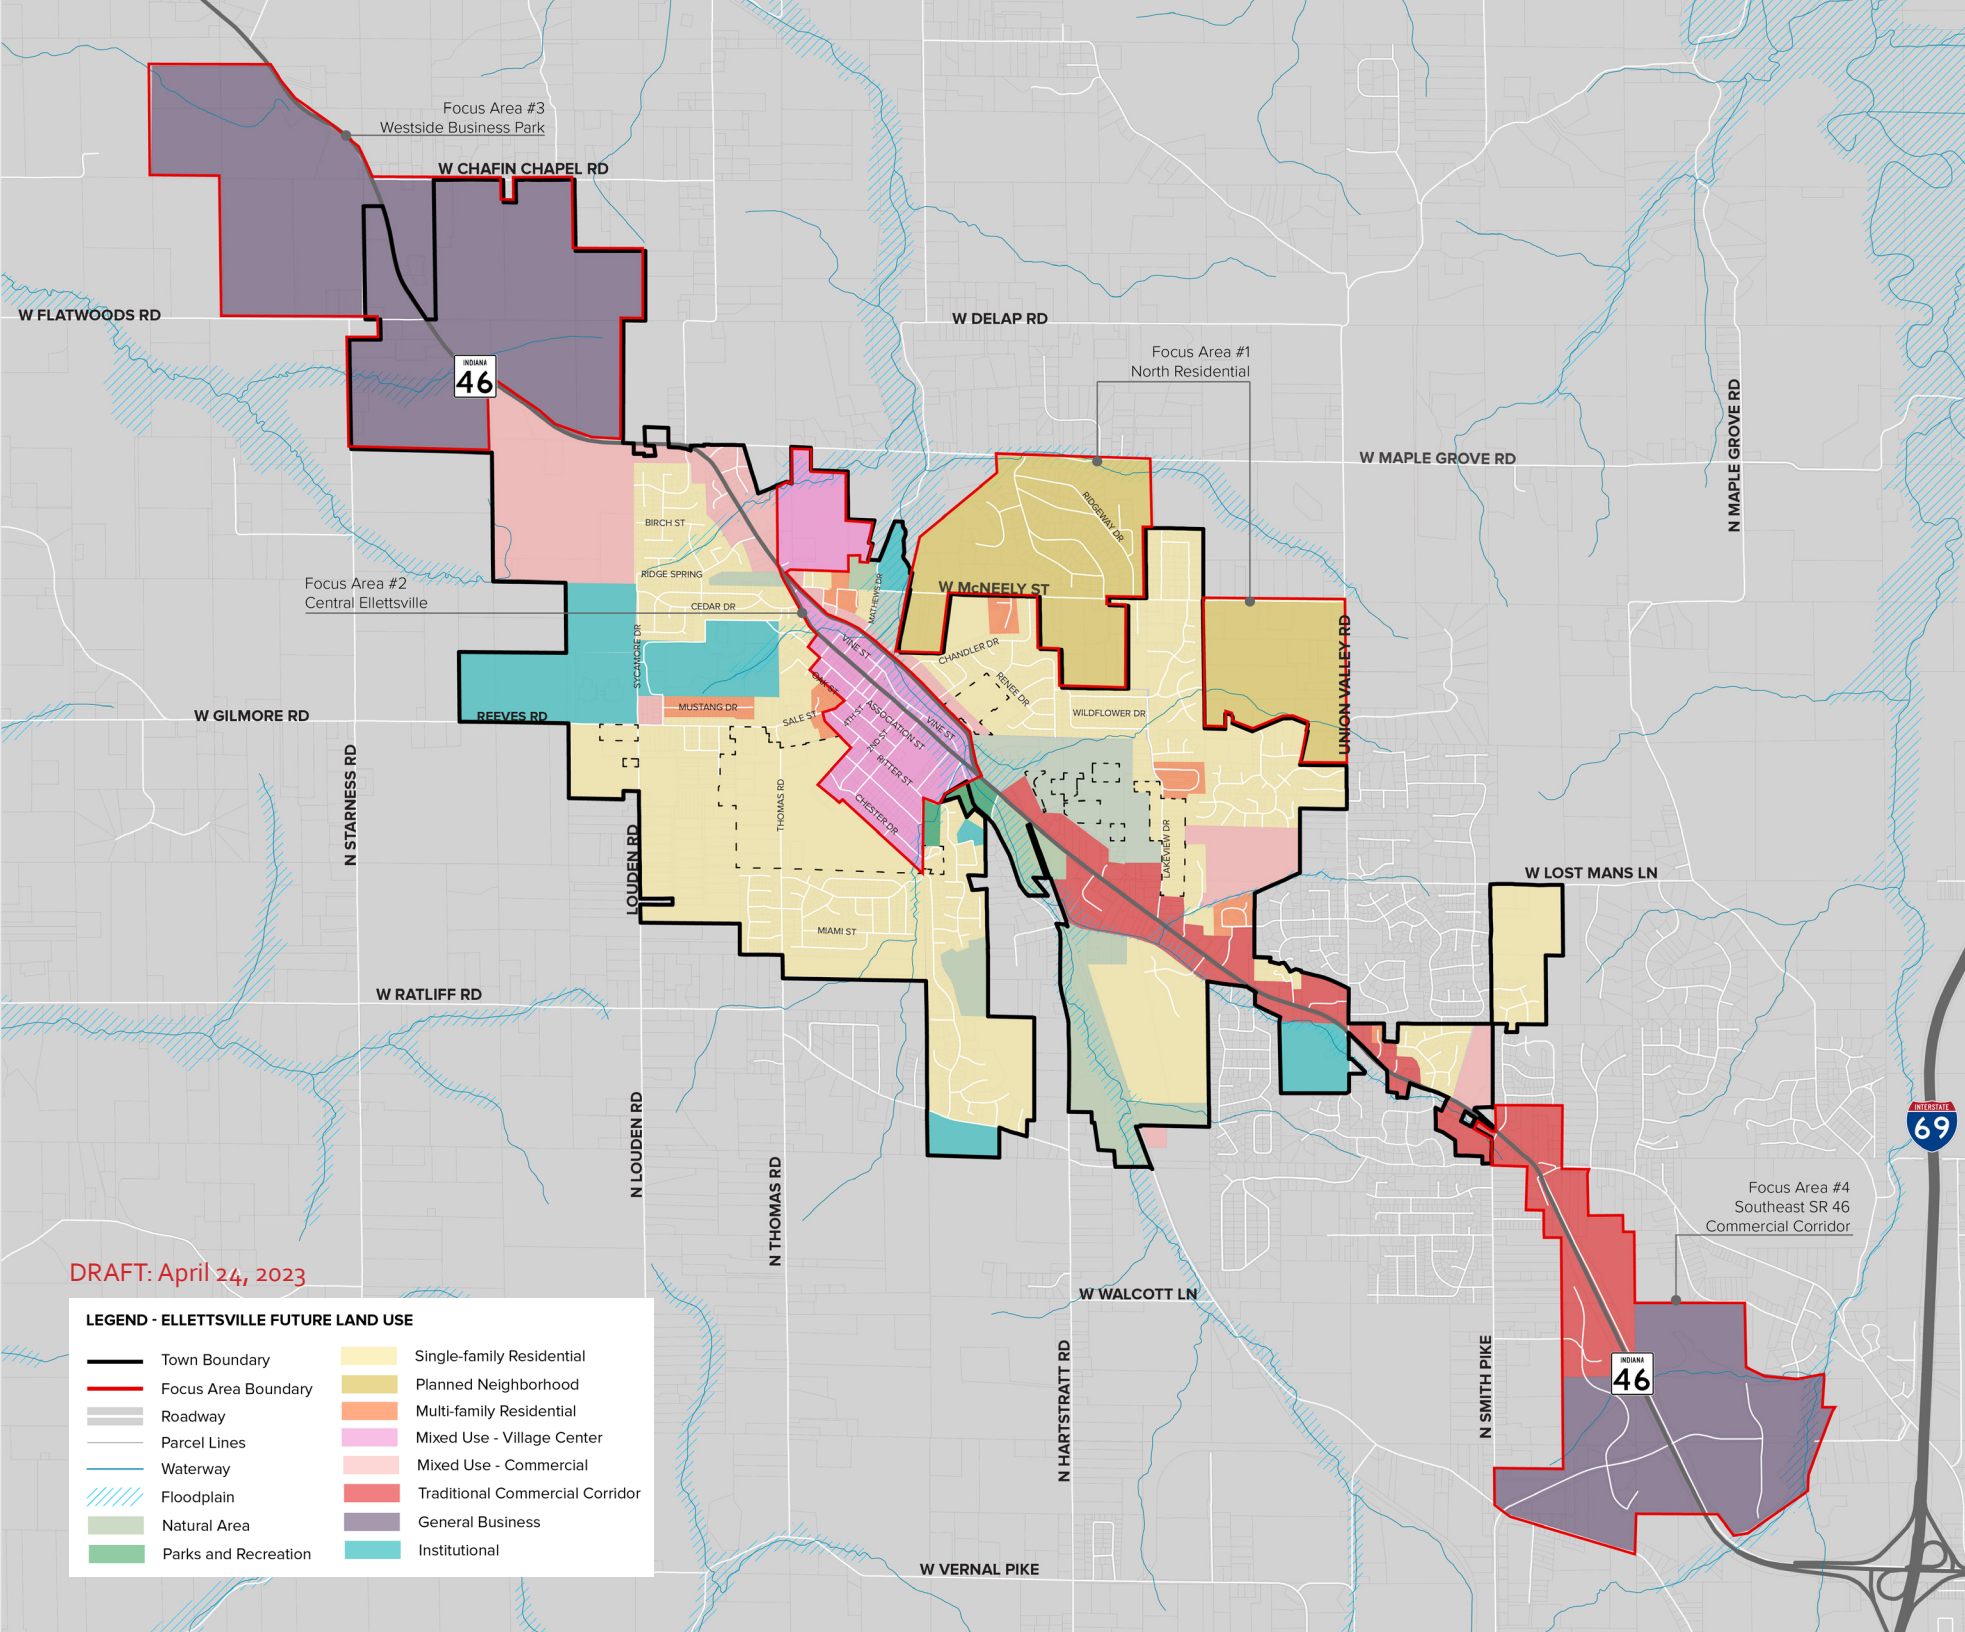 Focus Area #3
Westside Business Park
W CHAFIN CHAPEL RD
W FLATWOODS RD
W DELAP RD
INDIANA
46
Focus Area #1
North Residential
N MAPLE GROVE RD
W MAPLE GROVE RD
RIDGEWAY DR
BIRCH ST
RIDGE SPRING
Focus Area #2
Central Ellettsville
CEDAR DR
MATHEWS DR
W McNEELY ST
SYCAMORE DR
VINE ST
CHANDLER DR
UNION VALLEY RD
OAK ST
RENEE DR
MUSTANG DR
REEVES RD
W GILMORE RD
SALE ST
4TH ST
ASSOCIATION ST
VINE ST
WILDFLOWER DR
2ND ST
RITTER ST
N STARNESS RD
THOMAS RD
CHESTER DR
LOUDEN RD
LAKEVIEW DR
W LOST MANS LN
MIAMI ST
W RATLIFF RD
N LOUDEN RD
N THOMAS RD
INTERSTATE
69
Focus Area #4
Southeast SR 46
Commercial Corridor
W WALCOTT LN
N HARTSTRATT RD
N SMITH PIKE
INDIANA
46
W VERNAL PIKE
DRAFT: April 24, 2023
LEGEND - ELLETTSVILLE FUTURE LAND USE
Town Boundary
Focus Area Boundary
Roadway
Parcel Lines
Waterway
Floodplain
Natural Area
Parks and Recreation
Single-family Residential
Planned Neighborhood
Multi-family Residential
Mixed Use - Village Center
Mixed Use - Commercial
Traditional Commercial Corridor
General Business
Institutional